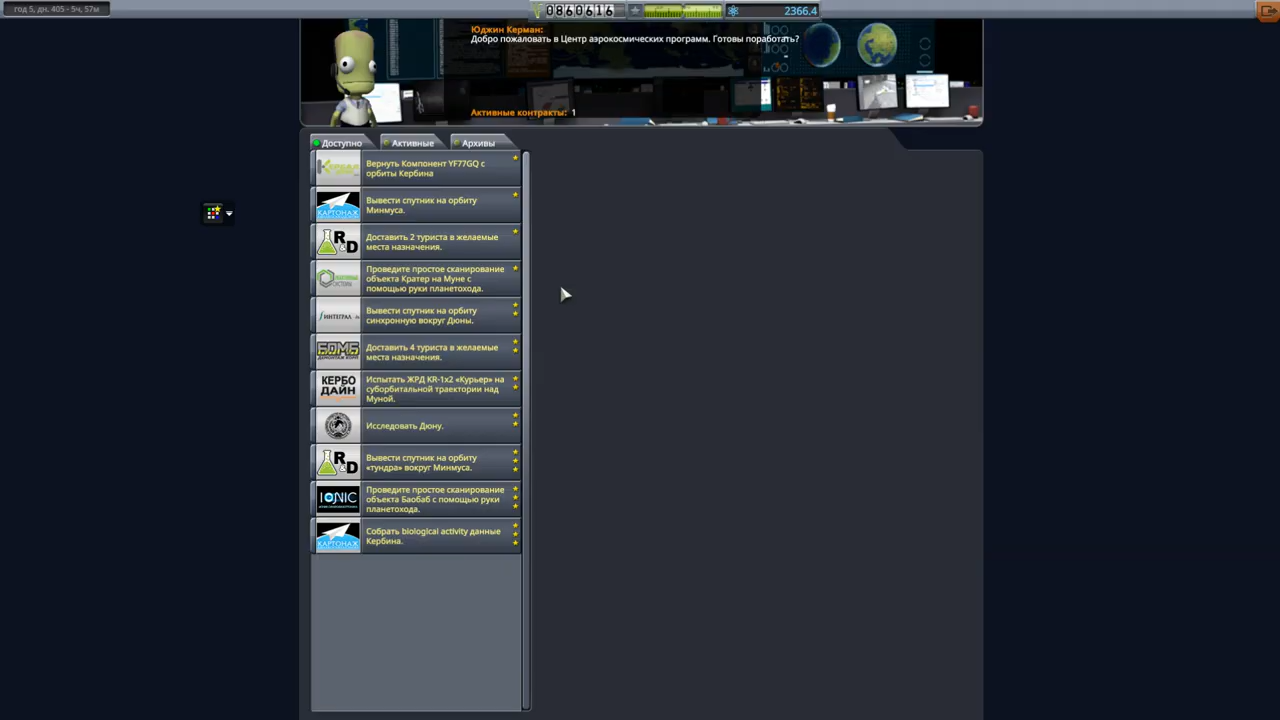 год 5, дн. 405 - 5ч, 57м
0860616
2366.4
Юджин Керман:
Добро пожаловать в Центр аэрокосмических программ. Готовы поработать?
Активные контракты: 1
Доступно
Активные
Архивы
Вернуть Компонент YF77GQ с
орбиты Кербина
КАРТОНАЖ
Вывести спутник на орбиту
Минмуса.
R&D
Доставить 2 туриста в желаемые
места назначения.
Проведите простое сканирование
объекта Кратер на Муне с
помощью руки планетохода.
ИНТЕГРАЛ
Вывести спутник на орбиту
синхронную вокруг Дюны.
БОМБ
Доставить 4 туриста в желаемые
места назначения.
КЕРБО
ДАЙН
Испытать ЖРД KR-1x2 «Курьер» на
суборбитальной траектории над
Муной.
Исследовать Дюну.
R&D
Вывести спутник на орбиту
«тундра» вокруг Минмуса.
IONIC
Проведите простое сканирование
объекта Баобаб с помощью руки
планетохода.
КАРТОНАЖ
Собрать biological activity данные
Кербина.